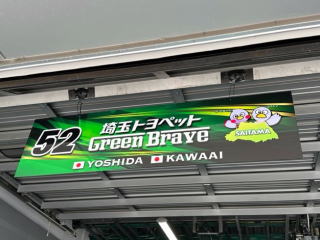 52
埼玉トヨペット
Green Brave
SAITAMA
YOSHIDA KAWAAI